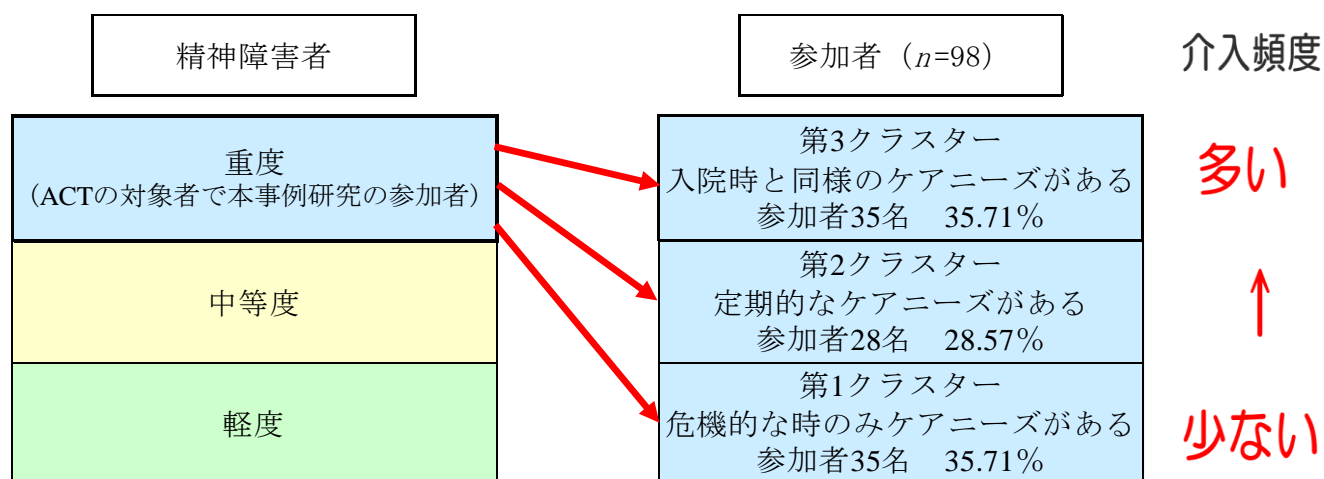 精神障害者
参加者（n=98）
介入頻度
重度
（ACTの対象者で本事例研究の参加者）
中等度
軽度
第3クラスター
入院時と同様のケアニーズがある
参加者35名　35.71％
第2クラスター
定期的なケアニーズがある
参加者28名　28.57％
第1クラスター
危機的な時のみケアニーズがある
参加者35名　35.71％
多い
↑
少ない